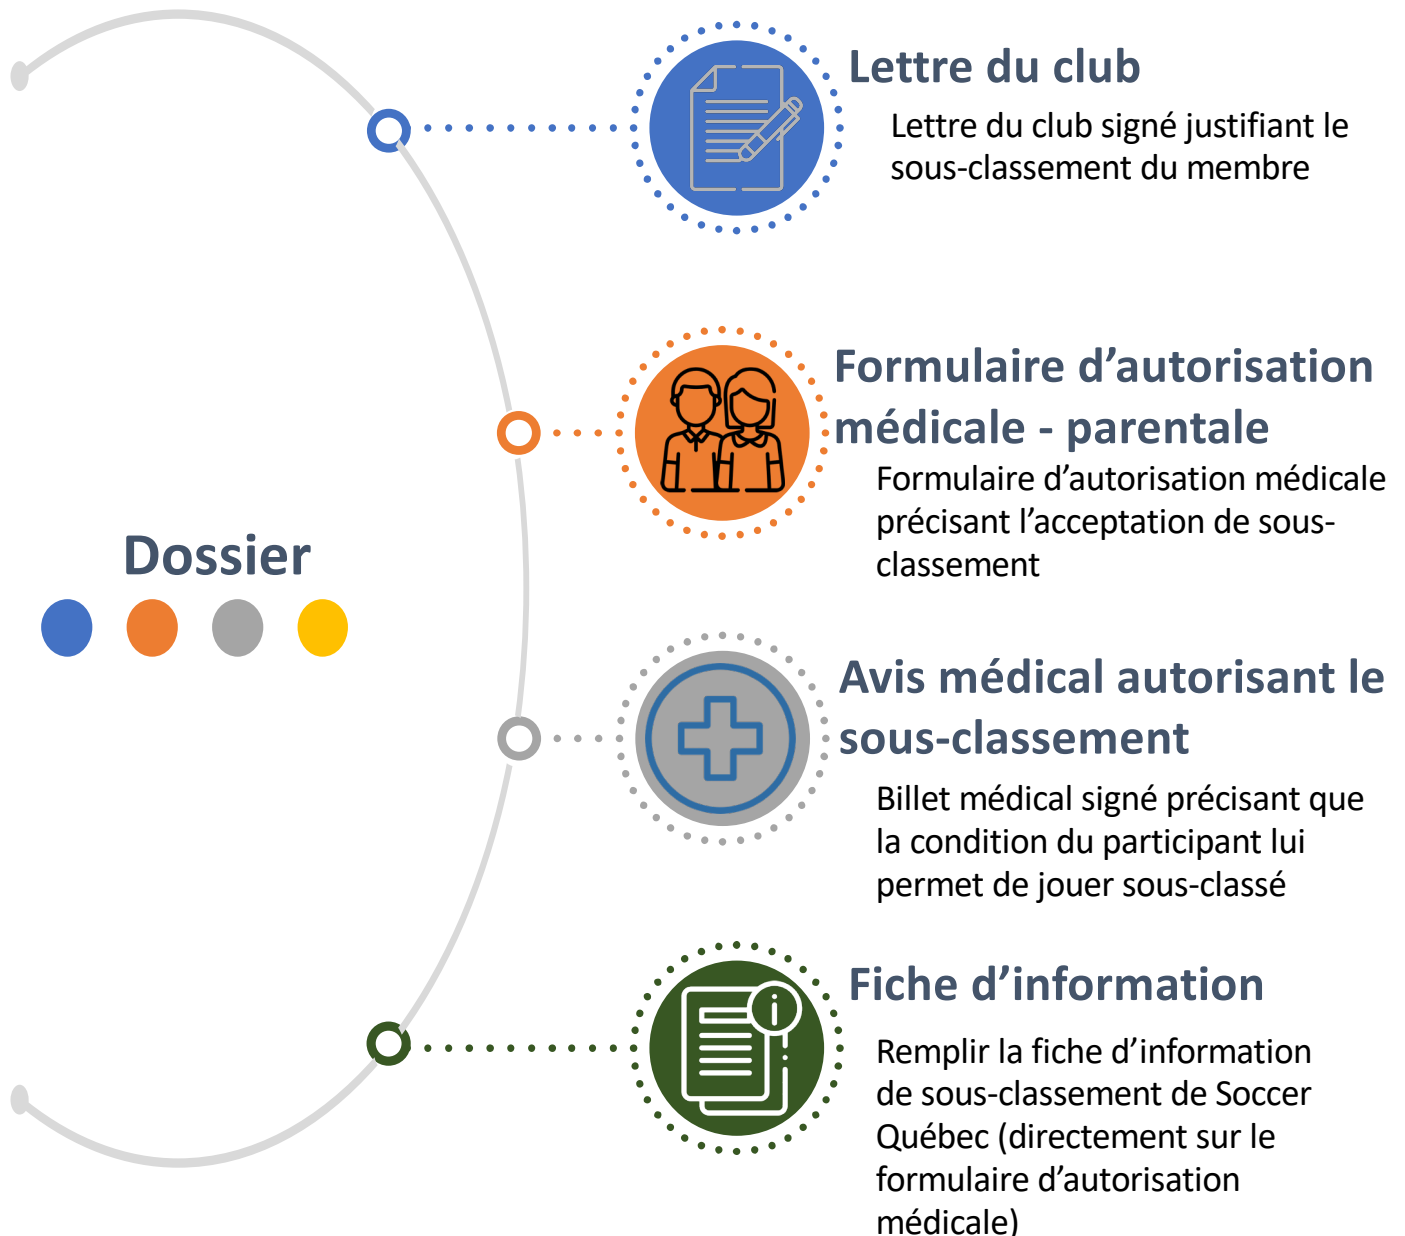 Lettre du club
Lettre du club signé justifiant le
sous-classement du membre
Formulaire d’autorisation
médicale - parentale
Formulaire d’autorisation médicale
précisant l’acceptation de sous-
classement
Dossier
Avis médical autorisant le
sous-classement
Billet médical signé précisant que
la condition du participant lui
permet de jouer sous-classé
Fiche d’information
Remplir la fiche d’information
de sous-classement de Soccer
Québec (directement sur le
formulaire d’autorisation
médicale)